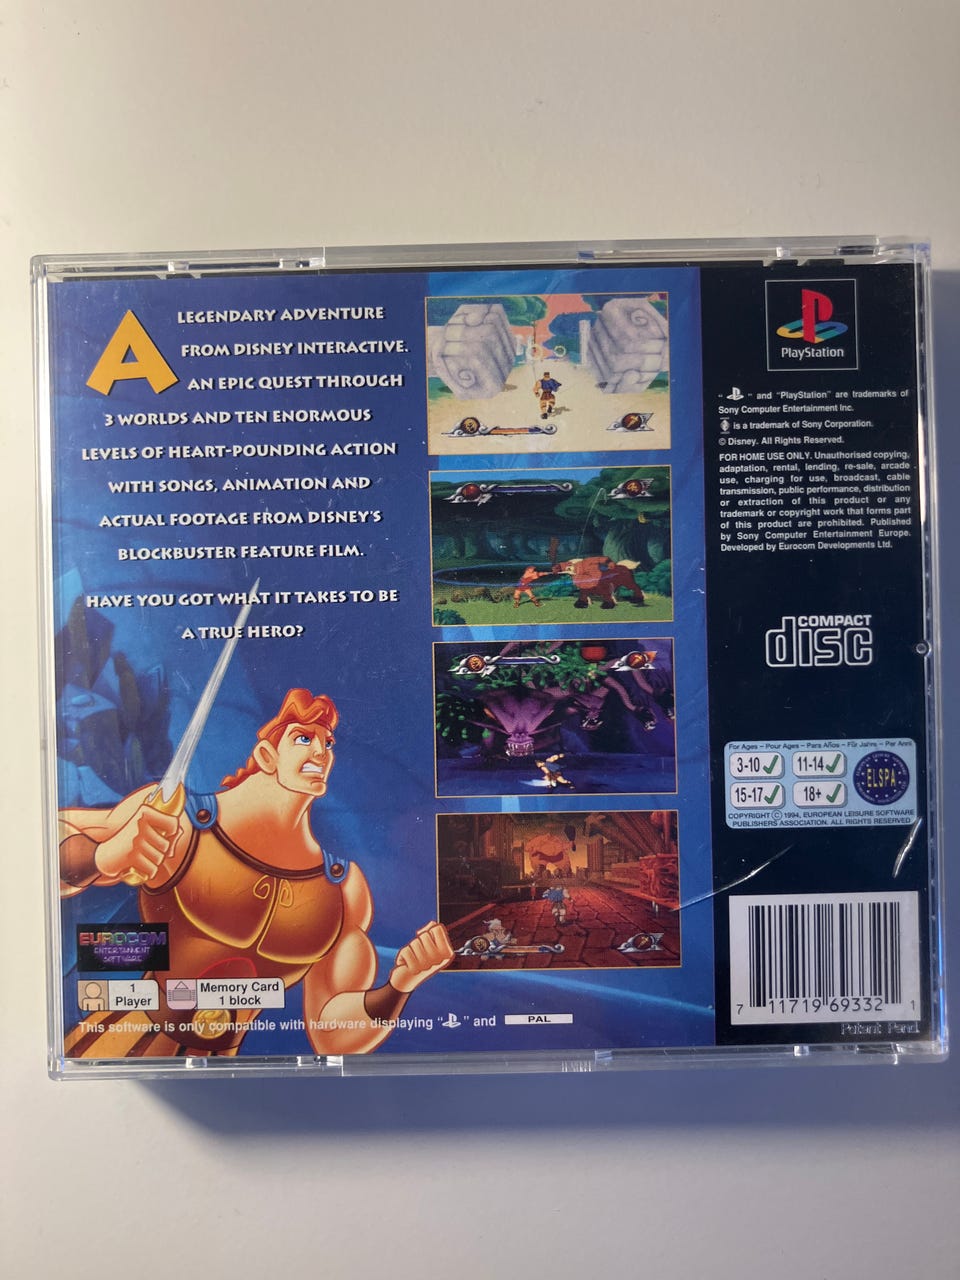 A LEGENDARY ADVENTURE
FROM DISNEY INTERACTIVE.
AN EPIC QUEST THROUGH
3 WORLDS AND TEN ENORMOUS
LEVELS OF HEART-POUNDING ACTION
WITH SONGS, ANIMATION AND
ACTUAL FOOTAGE FROM DISNEY'S
BLOCKBUSTER FEATURE FILM.
HAVE YOU GOT WHAT IT TAKES TO BE
A TRUE HERO?
EUROCOM
ENTERTAINMENT
SOFTWARE
1
Player
Memory Card
1 block
This software is only compatible with hardware displaying " " and PAL
PlayStation
" " and "PlayStation" are trademarks of
Sony Computer Entertainment Inc.
is a trademark of Sony Corporation.
© Disney. All Rights Reserved.
FOR HOME USE ONLY. Unauthorised copying,
adaptation, rental, lending, re-sale, arcade
use, charging for use, broadcast, cable
transmission, public performance, distribution
or extraction of this product or any
trademark or copyright work that forms part
of this product are prohibited. Published
by Sony Computer Entertainment Europe.
Developed by Eurocom Developments Ltd.
COMPACT
disc
For Ages – Pour Ages – Para Años – Für Jahre – Per Anni
3-10 11-14
15-17 18+
ELSPA
COPYRIGHT © 1994, EUROPEAN LEISURE SOFTWARE
PUBLISHERS ASSOCIATION. ALL RIGHTS RESERVED
7 11719 69332 1
Patent Pend